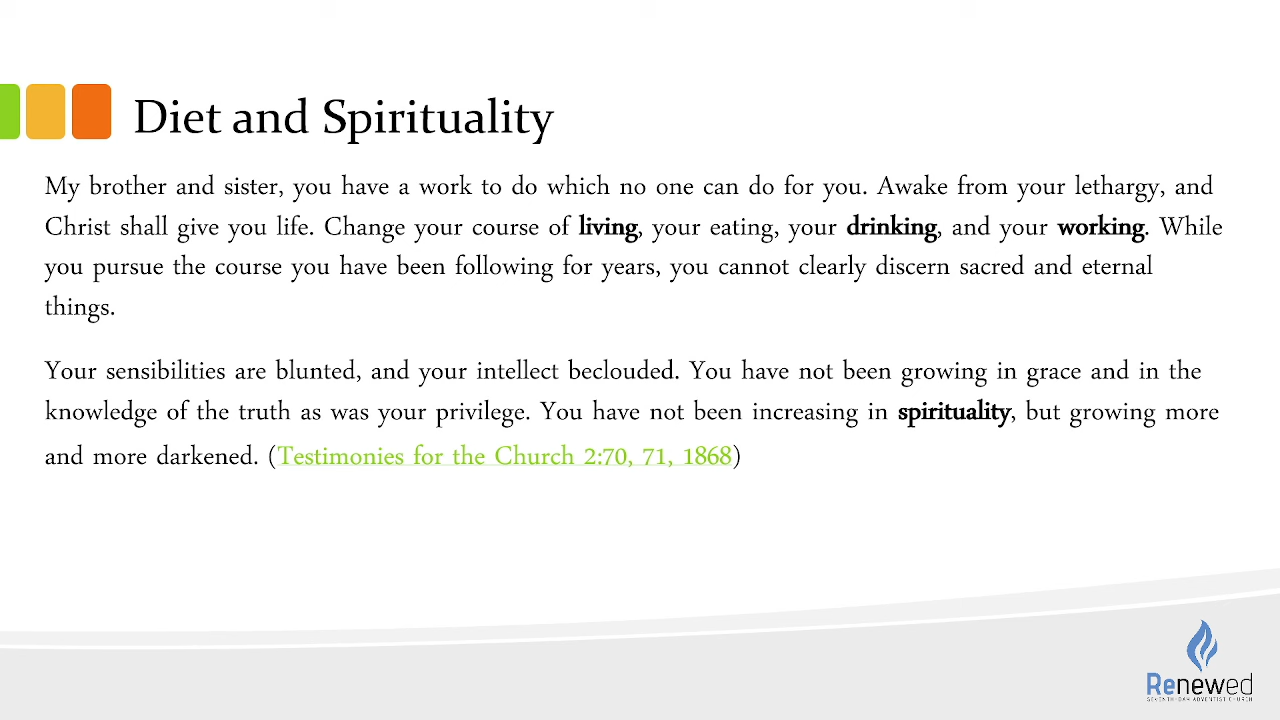 Diet and Spirituality
My brother and sister, you have a work to do which no one can do for you. Awake from your lethargy, and
Christ shall give you life. Change your course of living, your eating, your drinking, and your working. While
you pursue the course you have been following for years, you cannot clearly discern sacred and eternal
things.
Your sensibilities are blunted, and your intellect beclouded. You have not been growing in grace and in the
knowledge of the truth as was your privilege. You have not been increasing in spirituality, but growing more
and more darkened. (Testimonies for the Church 2:70, 71, 1868)
Renewed
SEVENTH-DAY ADVENTIST CHURCH